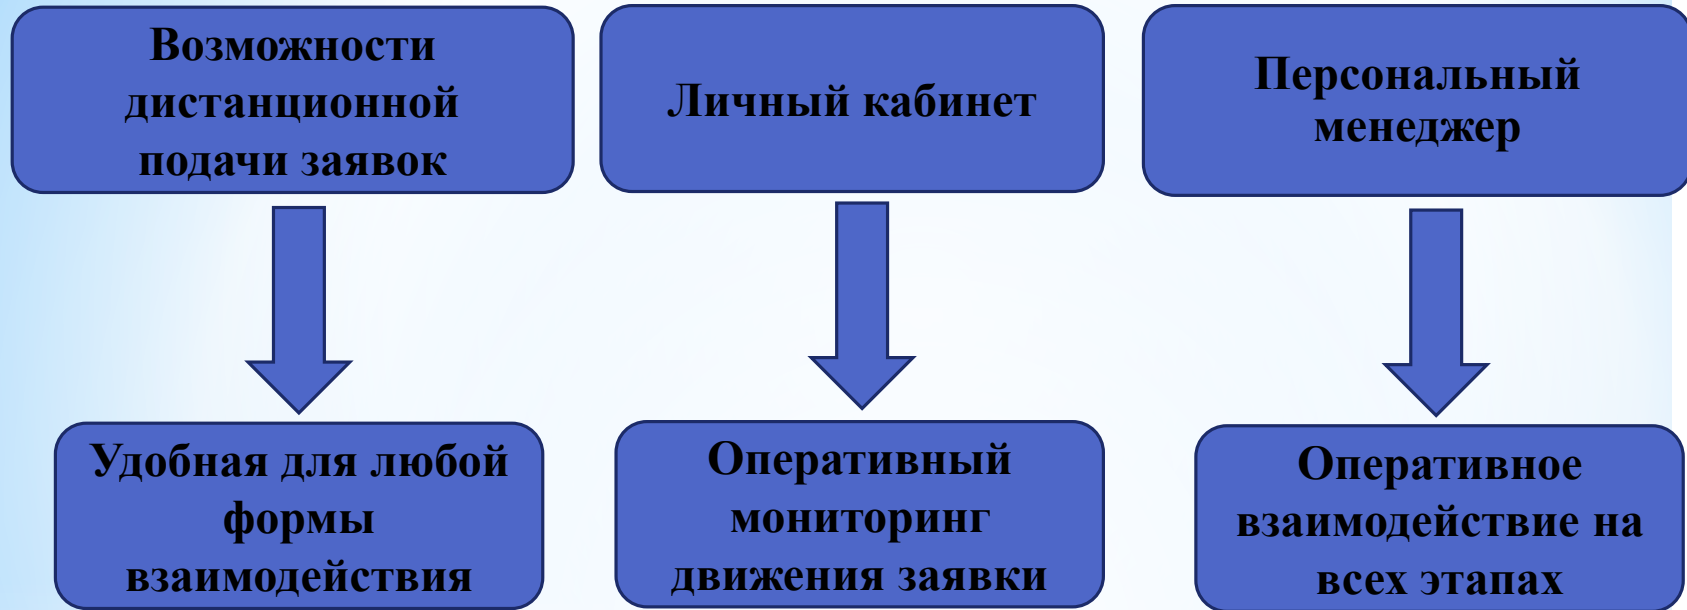 Возможности
дистанционной
подачи заявок
Личный кабинет
Персональный
менеджер
Удобная для любой
формы
взаимодействия
Оперативный
мониторинг
движения заявки
Оперативное
взаимодействие на
всех этапах